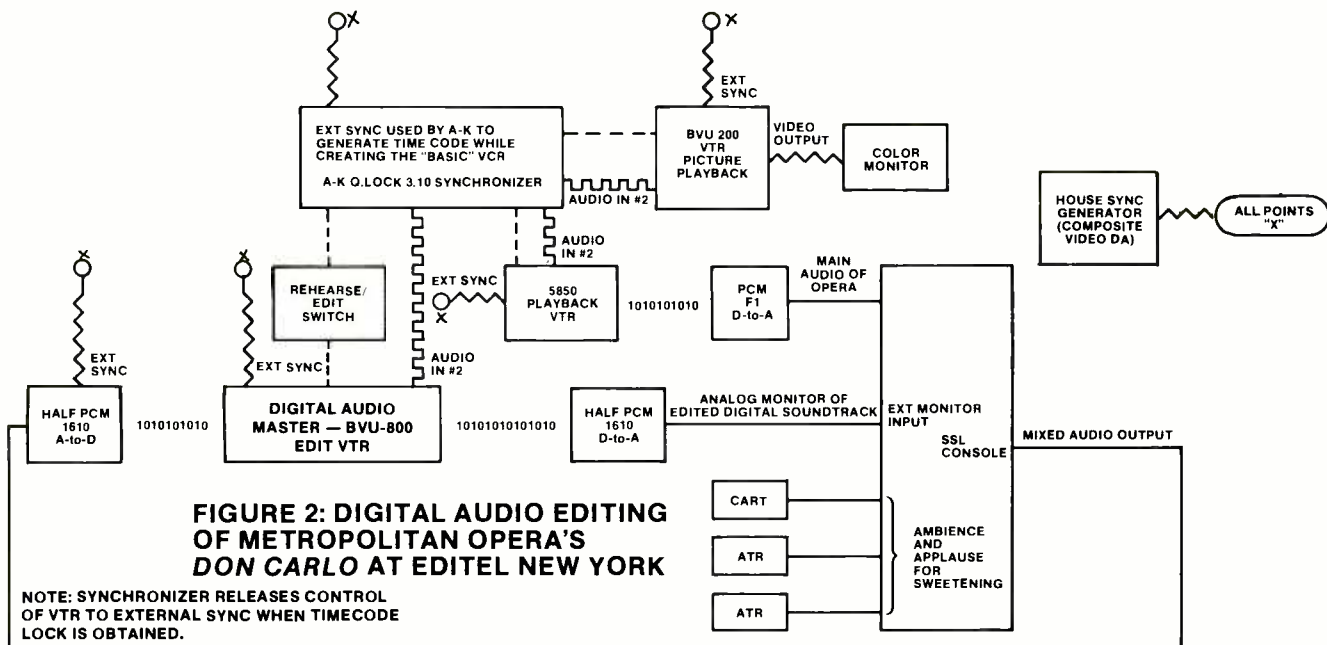 X
X
EXT
SYNC
EXT SYNC USED BY A-K TO
GENERATE TIME CODE WHILE
CREATING THE "BASIC" VCR
A-K Q.LOCK 3.10 SYNCHRONIZER
BVU 200
VTR
PICTURE
PLAYBACK
VIDEO
OUTPUT
COLOR
MONITOR
AUDIO IN #2
HOUSE SYNC
GENERATOR
(COMPOSITE
VIDEO DA)
ALL POINTS
"X"
X
X
AUDIO
IN #2
REHEARSE/
EDIT
SWITCH
EXT SYNC
X
5850
PLAYBACK
VTR
1010101010
PCM
F1
D-to-A
MAIN
AUDIO OF
OPERA
EXT
SYNC
EXT SYNC
AUDIO
IN #2
HALF PCM
1610
A-to-D
1010101010
DIGITAL AUDIO
MASTER — BVU-800
EDIT VTR
1010101010101
HALF PCM
1610
D-to-A
ANALOG MONITOR OF
EDITED DIGITAL SOUNDTRACK
EXT MONITOR
INPUT
SSL
CONSOLE
MIXED AUDIO OUTPUT
CART
ATR
ATR
AMBIENCE
AND
APPLAUSE
FOR
SWEETENING
FIGURE 2: DIGITAL AUDIO EDITING
OF METROPOLITAN OPERA'S
DON CARLO AT EDITEL NEW YORK
NOTE: SYNCHRONIZER RELEASES CONTROL
OF VTR TO EXTERNAL SYNC WHEN TIMECODE
LOCK IS OBTAINED.